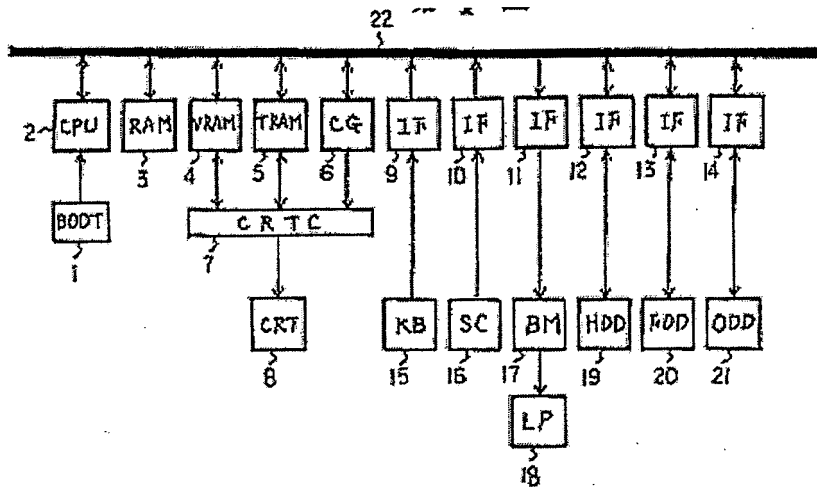 22
CPU RAM VRAM TRAM CG IF IF IF IF IF IF
2 3 4 5 6 9 10 11 12 13 14
BOOT CRTC
1 7
CRT KB SC BM HDD FDD ODD
8 15 16 17 19 20 21
LP
18